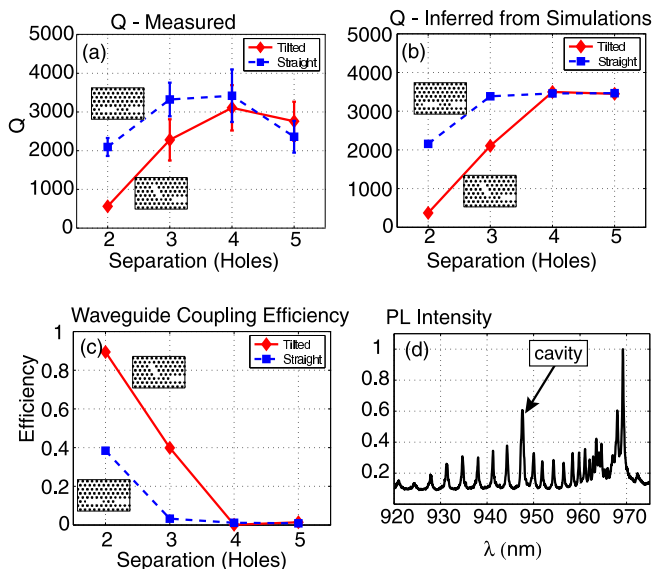 Q - Measured
(a)
Tilted
Straight
5000
4000
3000
2000
1000
0
Q
2 3 4 5
Separation (Holes)
Q - Inferred from Simulations
(b)
Tilted
Straight
5000
4000
3000
2000
1000
0
2 3 4 5
Separation (Holes)
Waveguide Coupling Efficiency
(c)
Tilted
Straight
1
0.8
0.6
0.4
0.2
0
Efficiency
2 3 4 5
Separation (Holes)
PL Intensity
(d)
cavity
1
0.8
0.6
0.4
0.2
920 930 940 950 960 970
λ (nm)